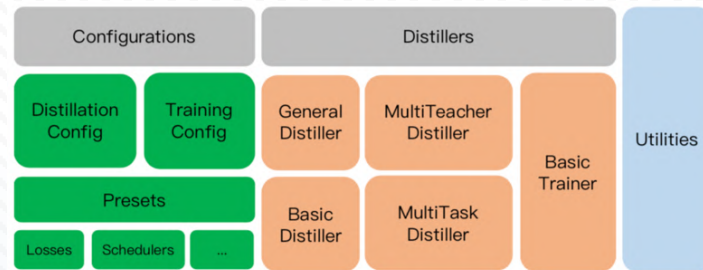 Configurations
Distillers
Distillation
Config
Training
Config
General
Distiller
MultiTeacher
Distiller
Basic
Trainer
Utilities
Presets
Basic
Distiller
MultiTask
Distiller
Losses
Schedulers
...